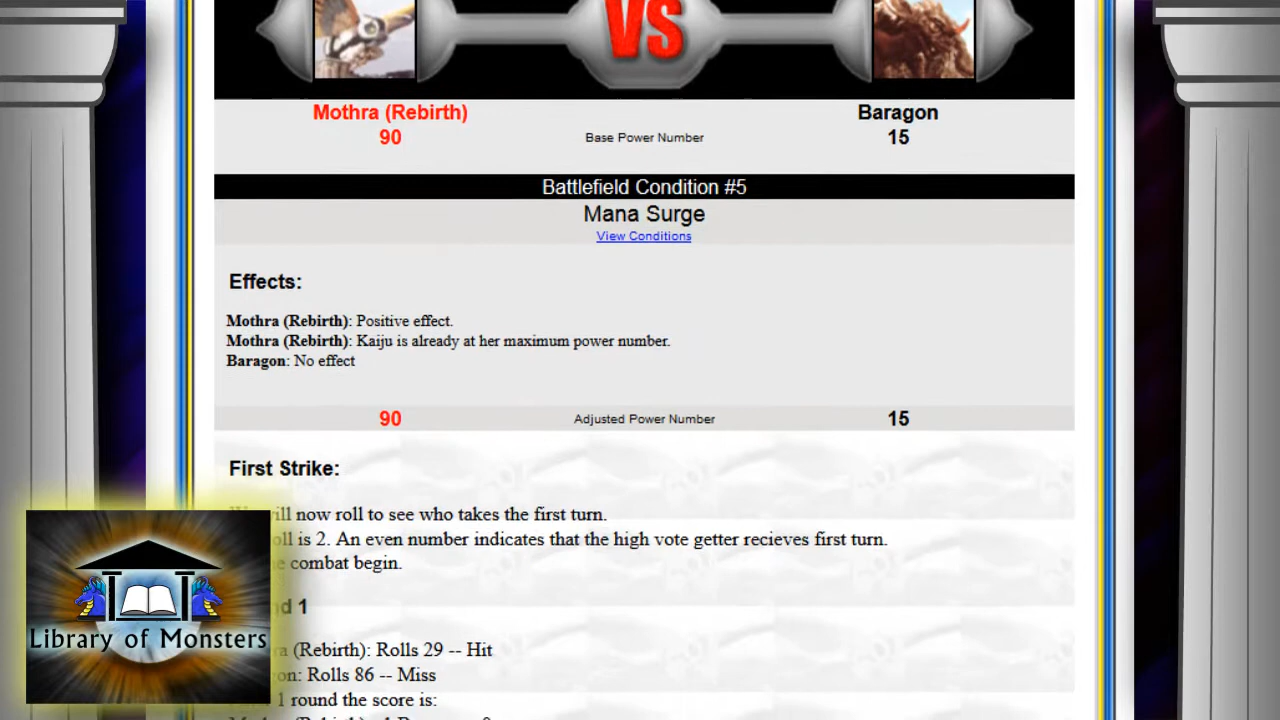 VS
Mothra (Rebirth)
Baragon
90
Base Power Number
15
Battlefield Condition #5
Mana Surge
View Conditions
Effects:
Mothra (Rebirth): Positive effect.
Mothra (Rebirth): Kaiju is already at her maximum power number.
Baragon: No effect
90
Adjusted Power Number
15
First Strike:
will now roll to see who takes the first turn.
is 2. An even number indicates that the high vote getter recieves first turn.
combat begin.
1
(Rebirth): Rolls 29 -- Hit
Rolls 86 -- Miss
1 round the score is:
Library of Monsters